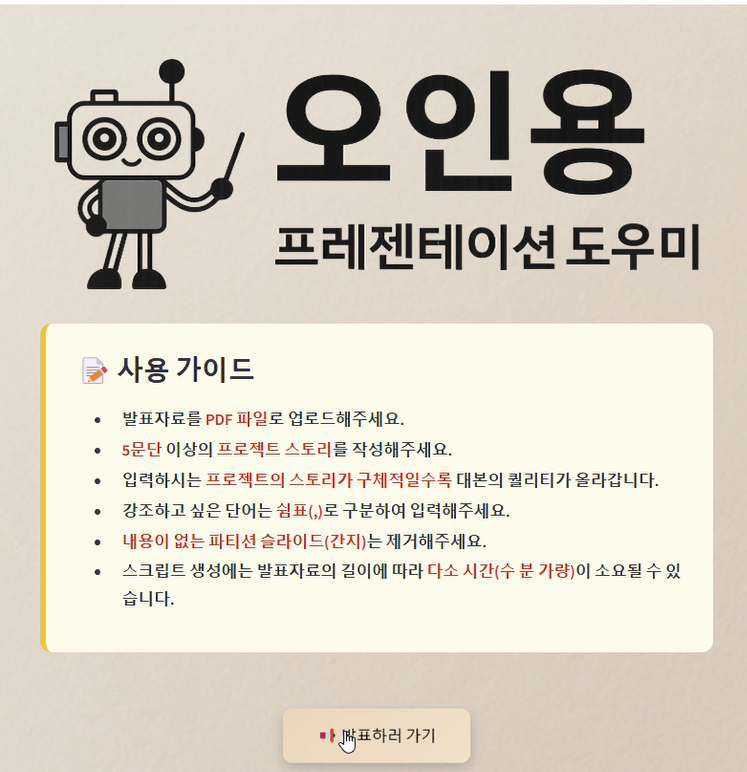 오인용
프레젠테이션 도우미
사용 가이드
발표자료를 PDF 파일로 업로드해주세요.
5문단 이상의 프로젝트 스토리를 작성해주세요.
입력하시는 프로젝트의 스토리가 구체적일수록 대본의 퀄리티가 올라갑니다.
강조하고 싶은 단어는 쉼표(,)로 구분하여 입력해주세요.
내용이 없는 파티션 슬라이드(간지)는 제거해주세요.
스크립트 생성에는 발표자료의 길이에 따라 다소 시간(수 분 가량)이 소요될 수 있
습니다.
발표하러 가기